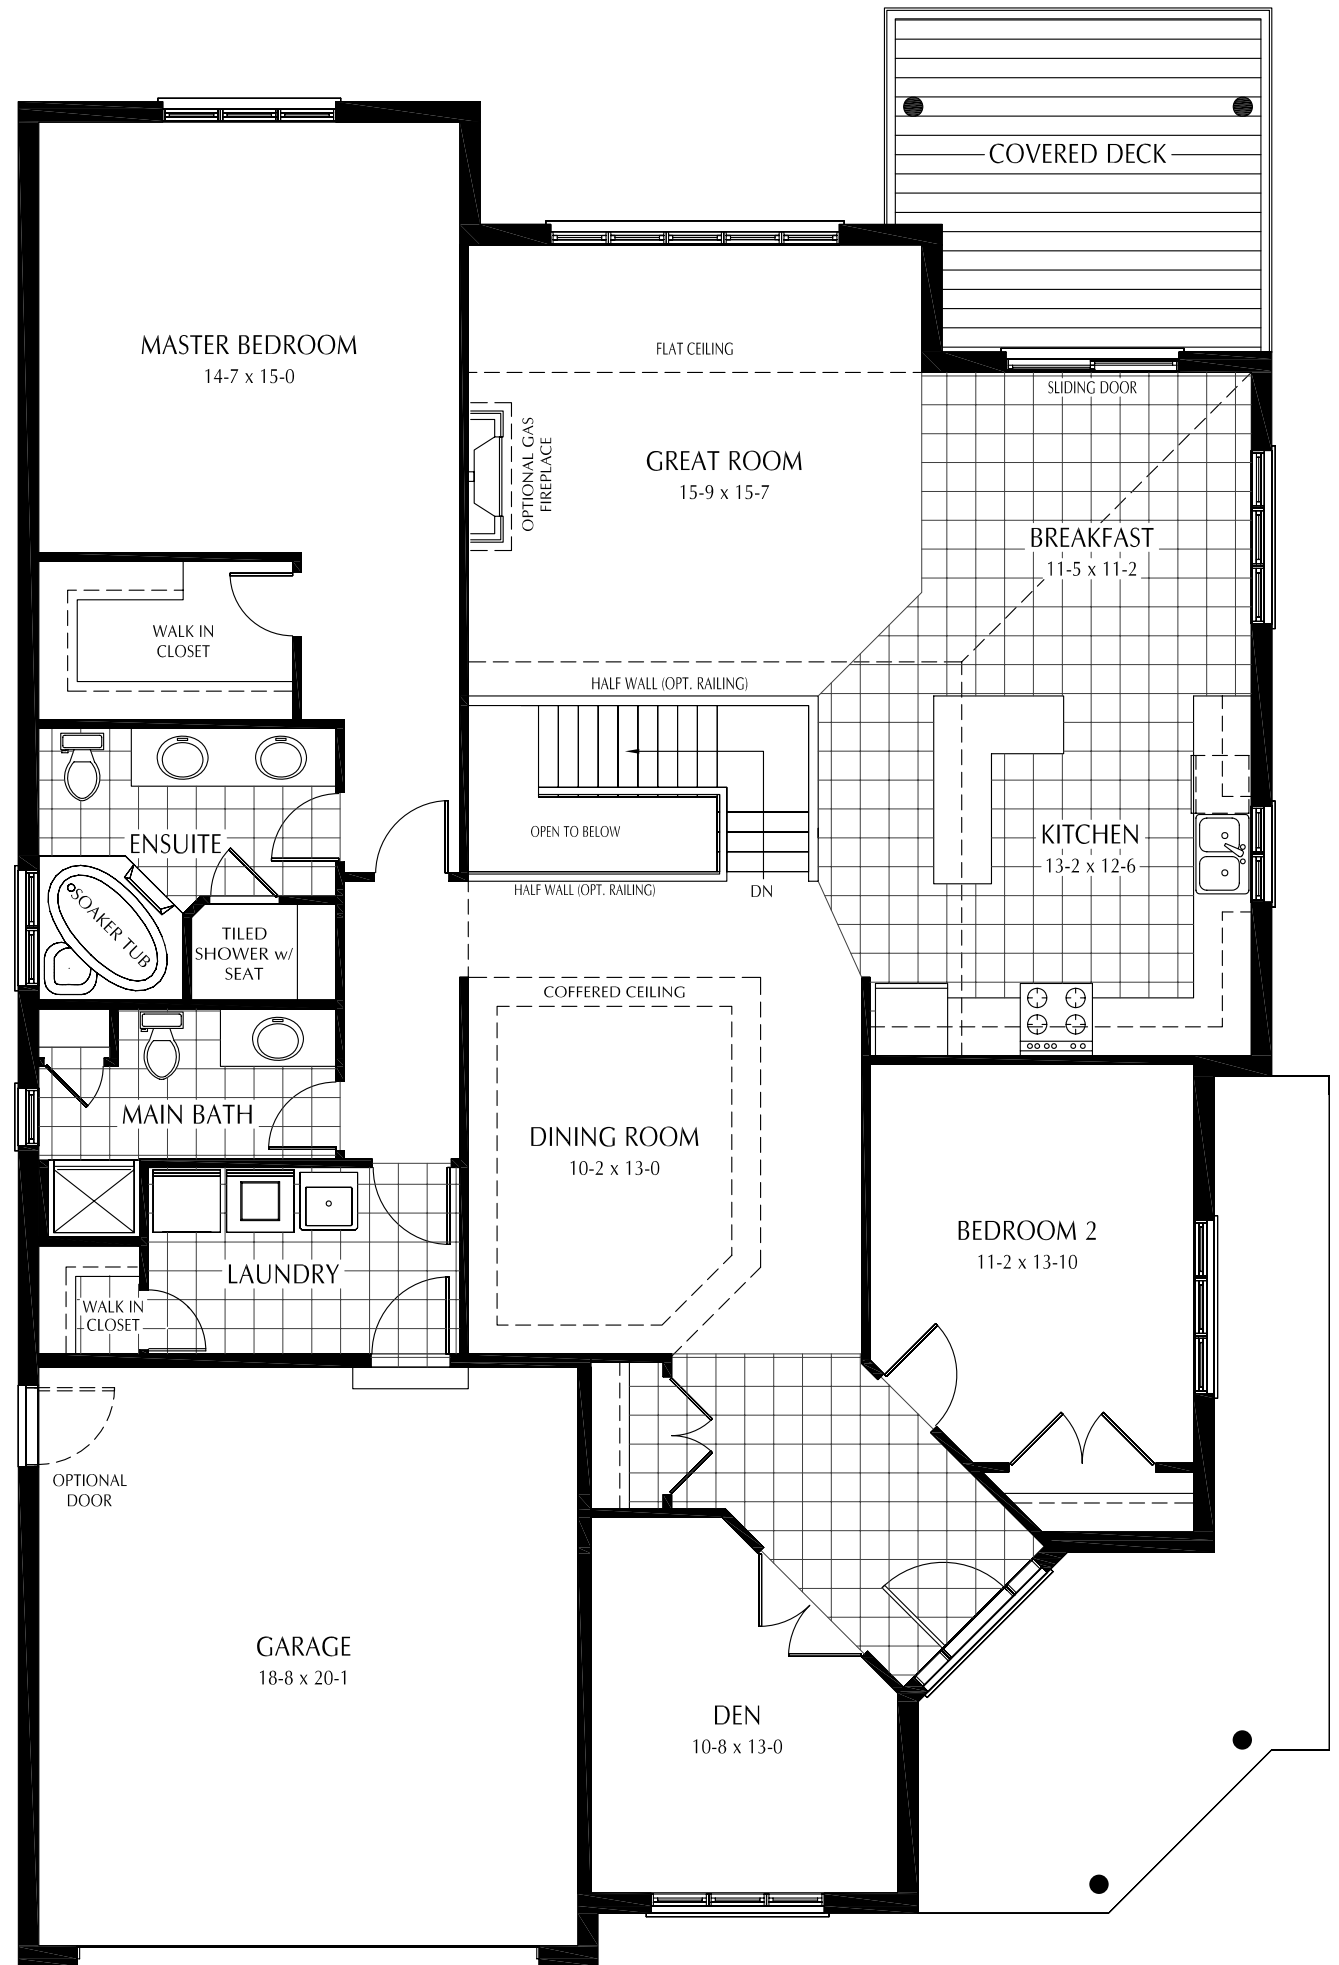 COVERED DECK
MASTER BEDROOM
14-7 x 15-0
FLAT CEILING
SLIDING DOOR
OPTIONAL GAS
FIREPLACE
GREAT ROOM
15-9 x 15-7
BREAKFAST
11-5 x 11-2
WALK IN
CLOSET
HALF WALL (OPT. RAILING)
OPEN TO BELOW
ENSUITE
KITCHEN
13-2 x 12-6
HALF WALL (OPT. RAILING)
DN
SOAKER TUB
TILED
SHOWER w/
SEAT
COFFERED CEILING
MAIN BATH
DINING ROOM
10-2 x 13-0
BEDROOM 2
11-2 x 13-10
LAUNDRY
WALK IN
CLOSET
OPTIONAL
DOOR
GARAGE
18-8 x 20-1
DEN
10-8 x 13-0